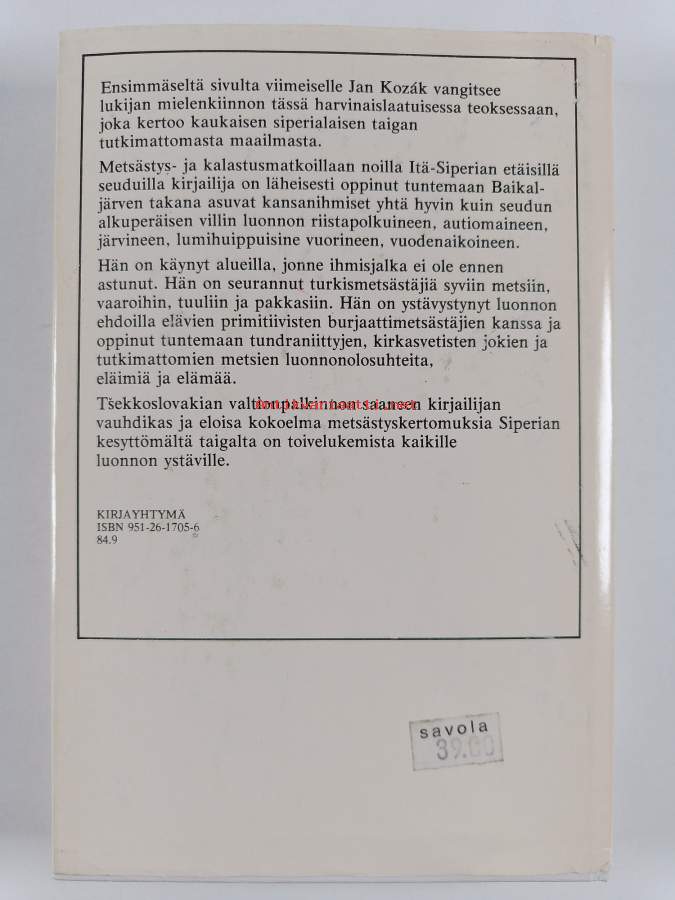 Ensimmäseltä sivulta viimeiselle Jan Kozák vangitsee
lukijan mielenkiinnon tässä harvinaislaatuisessa teoksessaan,
joka kertoo kaukaisen siperialaisen taigan
tutkimattomasta maailmasta.
Metsästys- ja kalastusmatkoillaan noilla Itä-Siperian etäisillä
seuduilla kirjailija on läheisesti oppinut tuntemaan Baikal-
järven takana asuvat kansanihmiset yhtä hyvin kuin seudun
alkuperäisen villin luonnon riistapolkuineen, autiomaineen,
järvineen, lumihuippuisine vuorineen, vuodenaikoineen.
Hän on käynyt alueilla, jonne ihmisjalka ei ole ennen
astunut. Hän on seurannut turkismetsästäjiä syviin metsiin,
vaaroihin, tuuliin ja pakkasiin. Hän on ystävystynyt luonnon
ehdoilla elävien primitiivisten burjaattimetsästäjien kanssa ja
oppinut tuntemaan tundraniittyjen, kirkasvetisten jokien ja
tutkimattomien metsien luonnonolosuhteita,
eläimiä ja elämää.
Tšekkoslovakian valtionpalkinnon saaneen kirjailijan
vauhdikas ja eloisa kokoelma metsästyskertomuksia Siperian
kesyttömältä taigalta on toivelukemista kaikille
luonnon ystäville.
KIRJAYHTYMÄ
ISBN 951-26-1705-6
84.9
savola
39.00